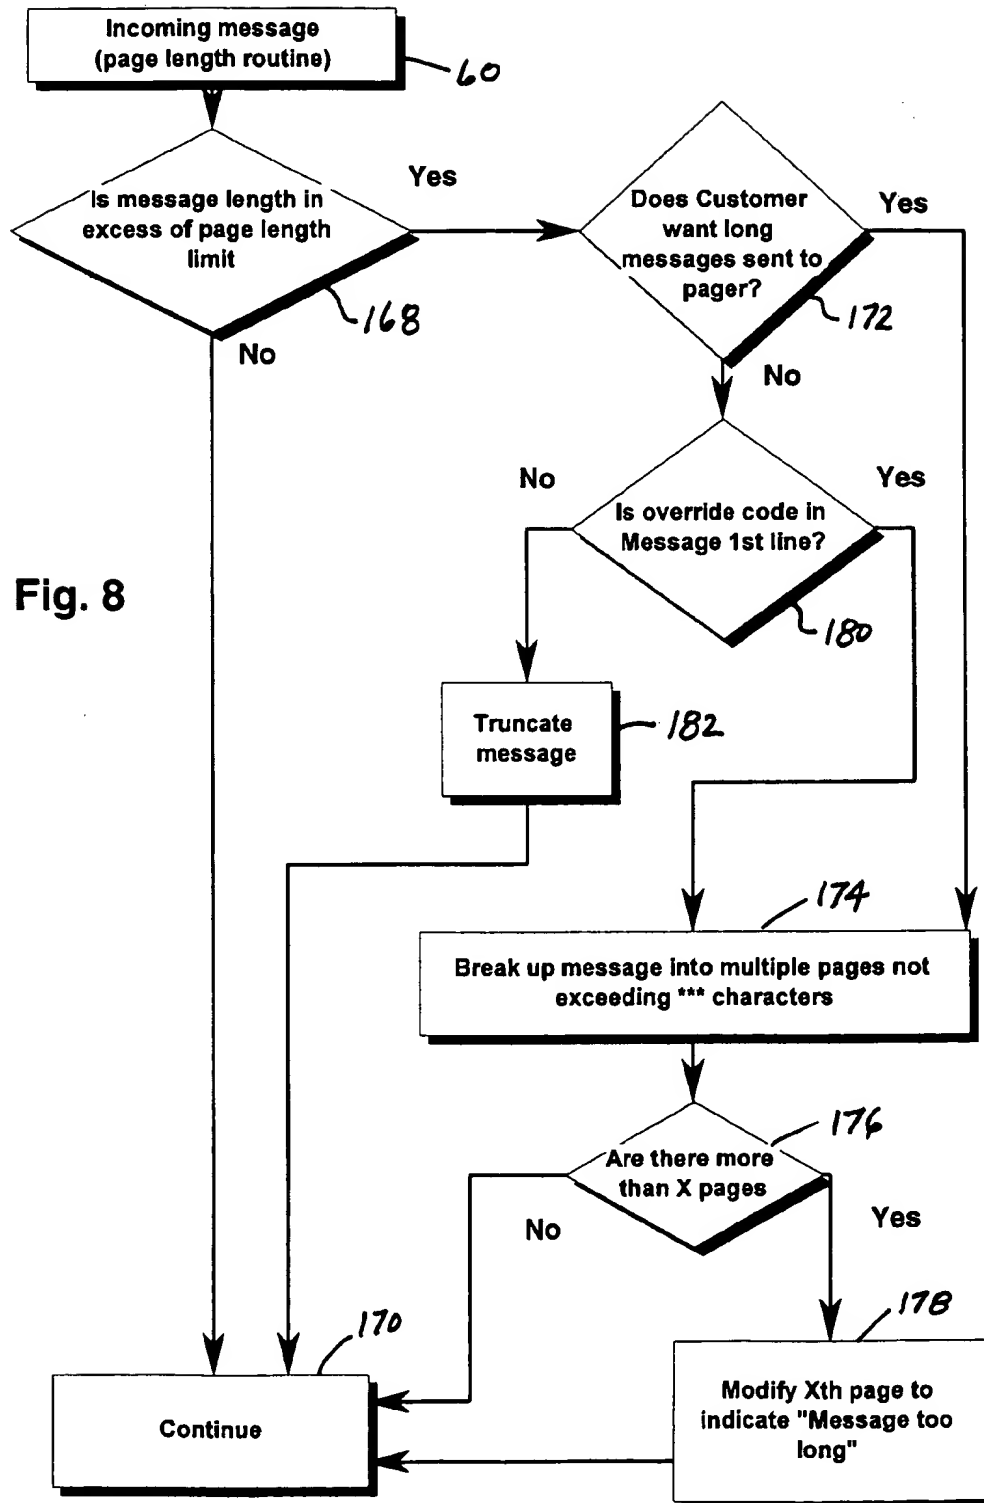 Incoming message
(page length routine)
60
Is message length in
excess of page length
limit
Yes
168
No
Does Customer
want long
messages sent to
pager?
Yes
172
No
Is override code in
Message 1st line?
No
Yes
180
Fig. 8
Truncate
message
182
174
Break up message into multiple pages not
exceeding *** characters
176
Are there more
than X pages
No
Yes
170
Continue
178
Modify Xth page to
indicate "Message too
long"